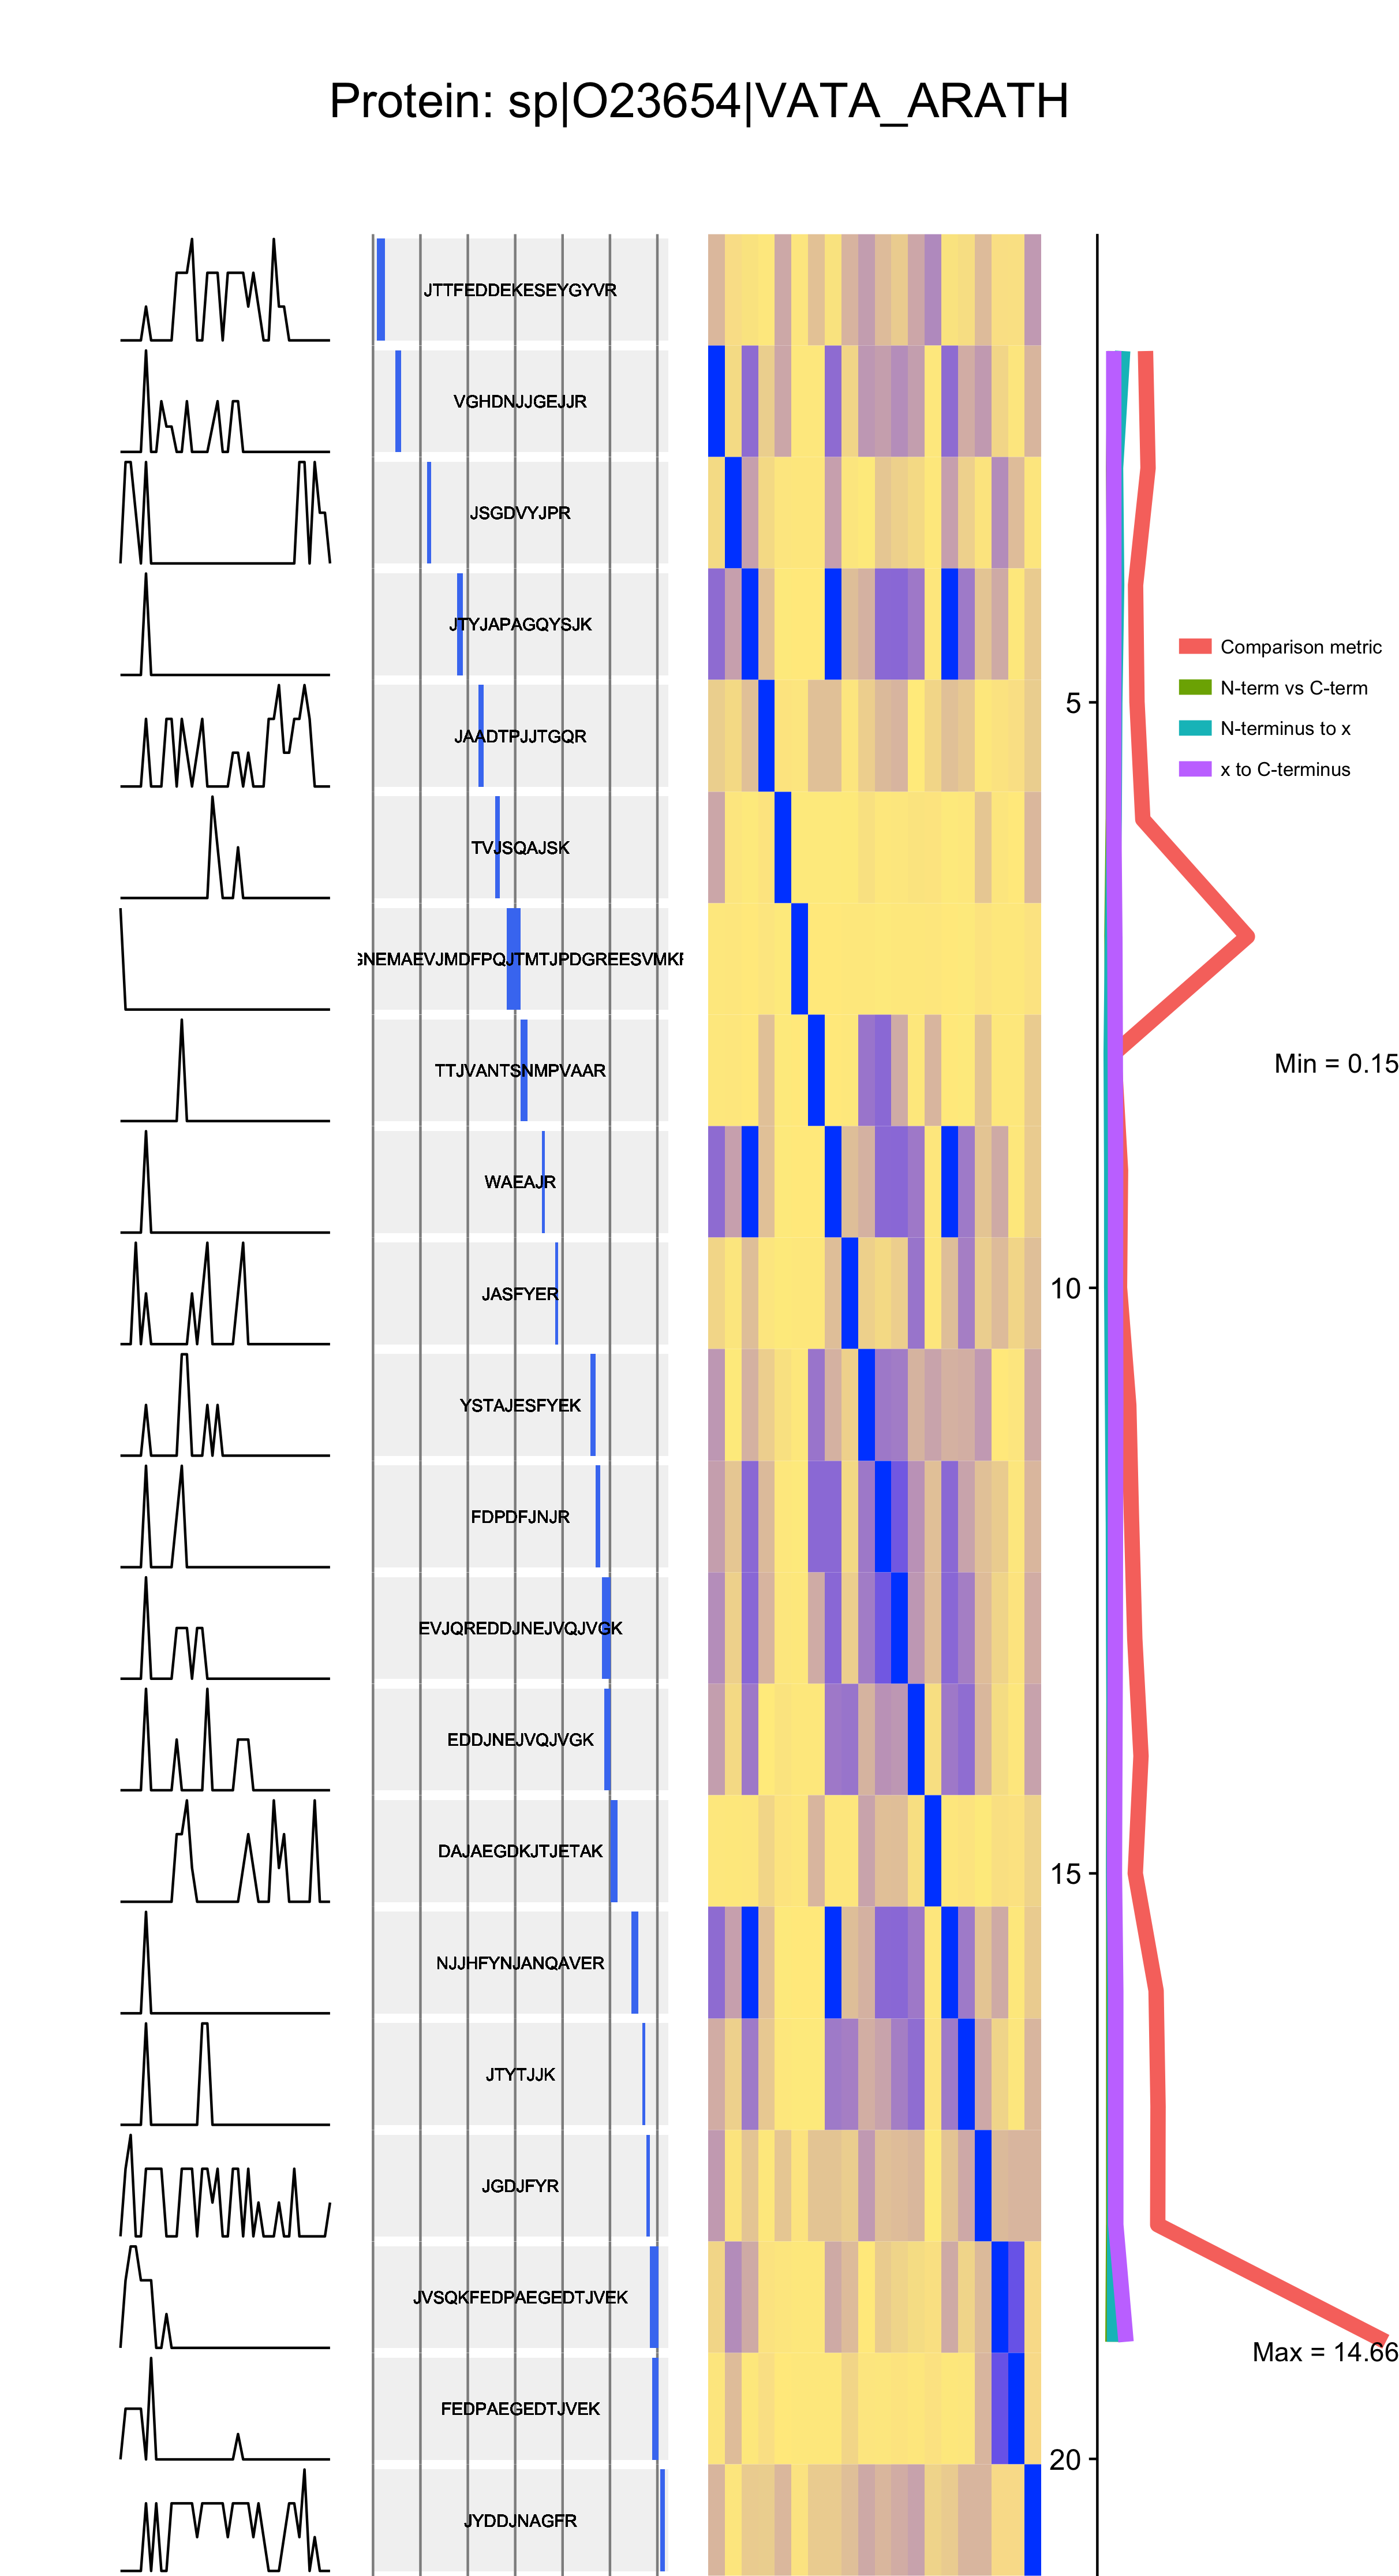 Protein: sp|O23654|VATA_ARATH
JTTFEDDEKESEYGYVR
VGHDNJJGEJJR
JSGDVYJPR
JTYJAPAGQYSJK
Comparison metric
N-term vs C-term
5
JAADTPJJTGQR
N-terminus to x
x to C-terminus
TVJSQAJSK
GNEMAEVJMDFPQJTMTJPDGREESVMKR
Min = 0.15
TTJVANTSNMPVAAR
WAEAJR
10
JASFYER
YSTAJESFYEK
FDPDFJNJR
EVJQREDDJNEJVQJVGK
EDDJNEJVQJVGK
15
DAJAEGDKJTJETAK
NJJHFYNJANQAVER
JTYTJJK
JGDJFYR
JVSQKFEDPAEGEDTJVEK
Max = 14.66
FEDPAEGEDTJVEK
20
JYDDJNAGFR